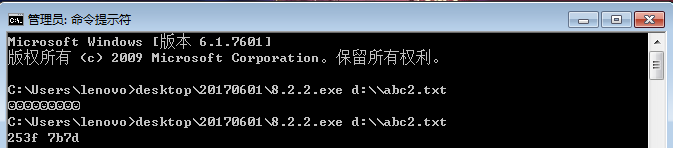 管理员: 命令提示符
Microsoft Windows [版本 6.1.7601]
版权所有 (c) 2009 Microsoft Corporation。保留所有权利。
C:\Users\lenovo>desktop\20170601\8.2.2.exe d:\\abc2.txt
C:\Users\lenovo>desktop\20170601\8.2.2.exe d:\\abc2.txt
253f 7b7d